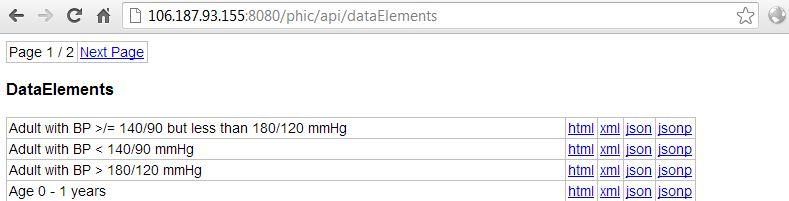 106.187.93.155:8080/phic/api/dataElements
Page 1 / 2 Next Page
DataElements
Adult with BP >/= 140/90 but less than 180/120 mmHg html xml json jsonp
Adult with BP < 140/90 mmHg html xml json jsonp
Adult with BP > 180/120 mmHg html xml json jsonp
Age 0 - 1 years html xml json jsonp